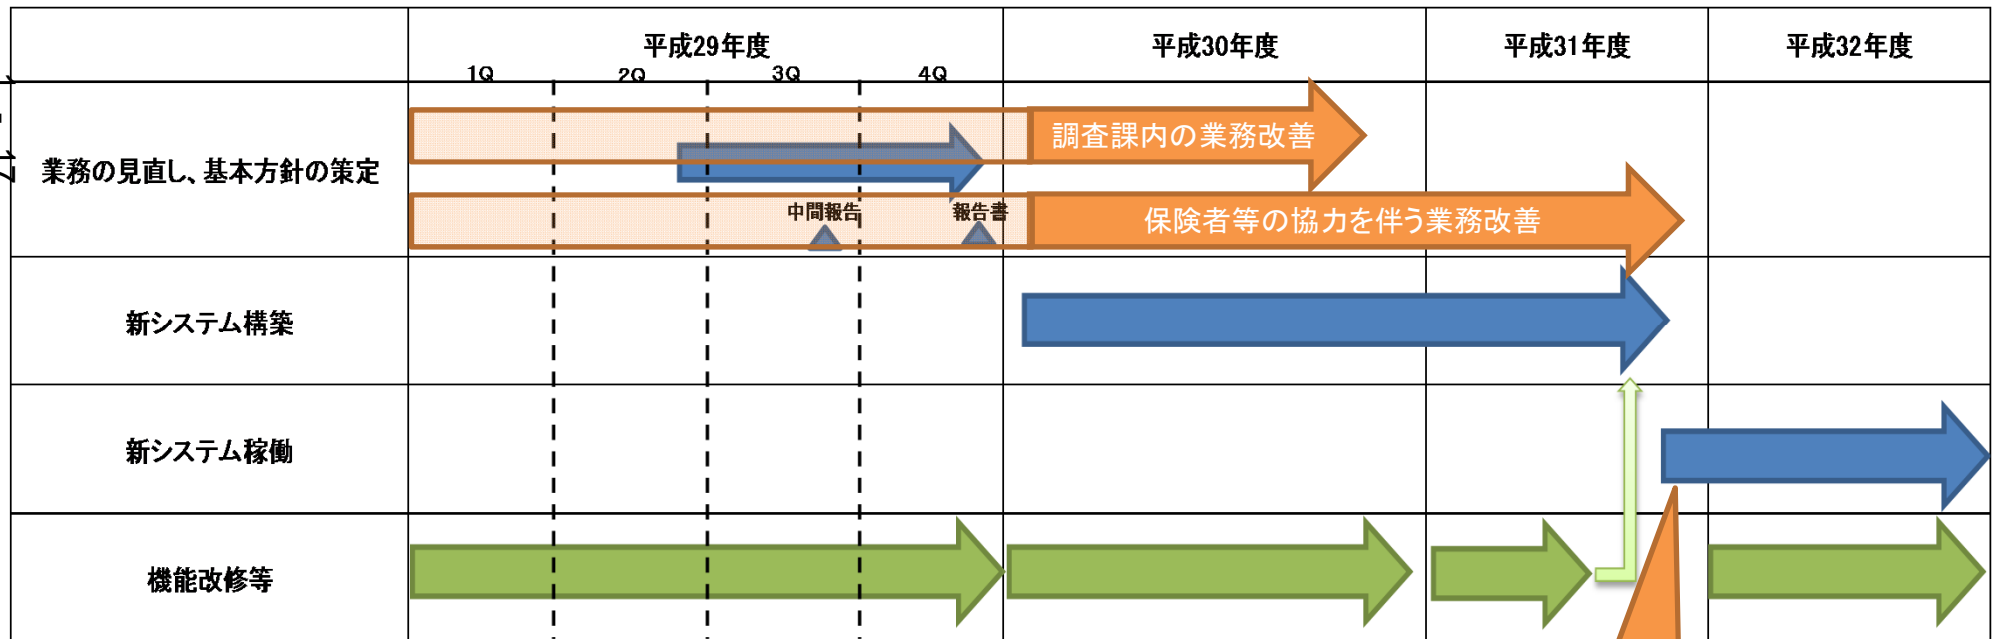 平成29年度
平成30年度
平成31年度
平成32年度
1Q
2Q
3Q
4Q
業務の見直し、基本方針の策定
調査課内の業務改善
中間報告
報告書
保険者等の協力を伴う業務改善
新システム構築
新システム稼働
機能改修等